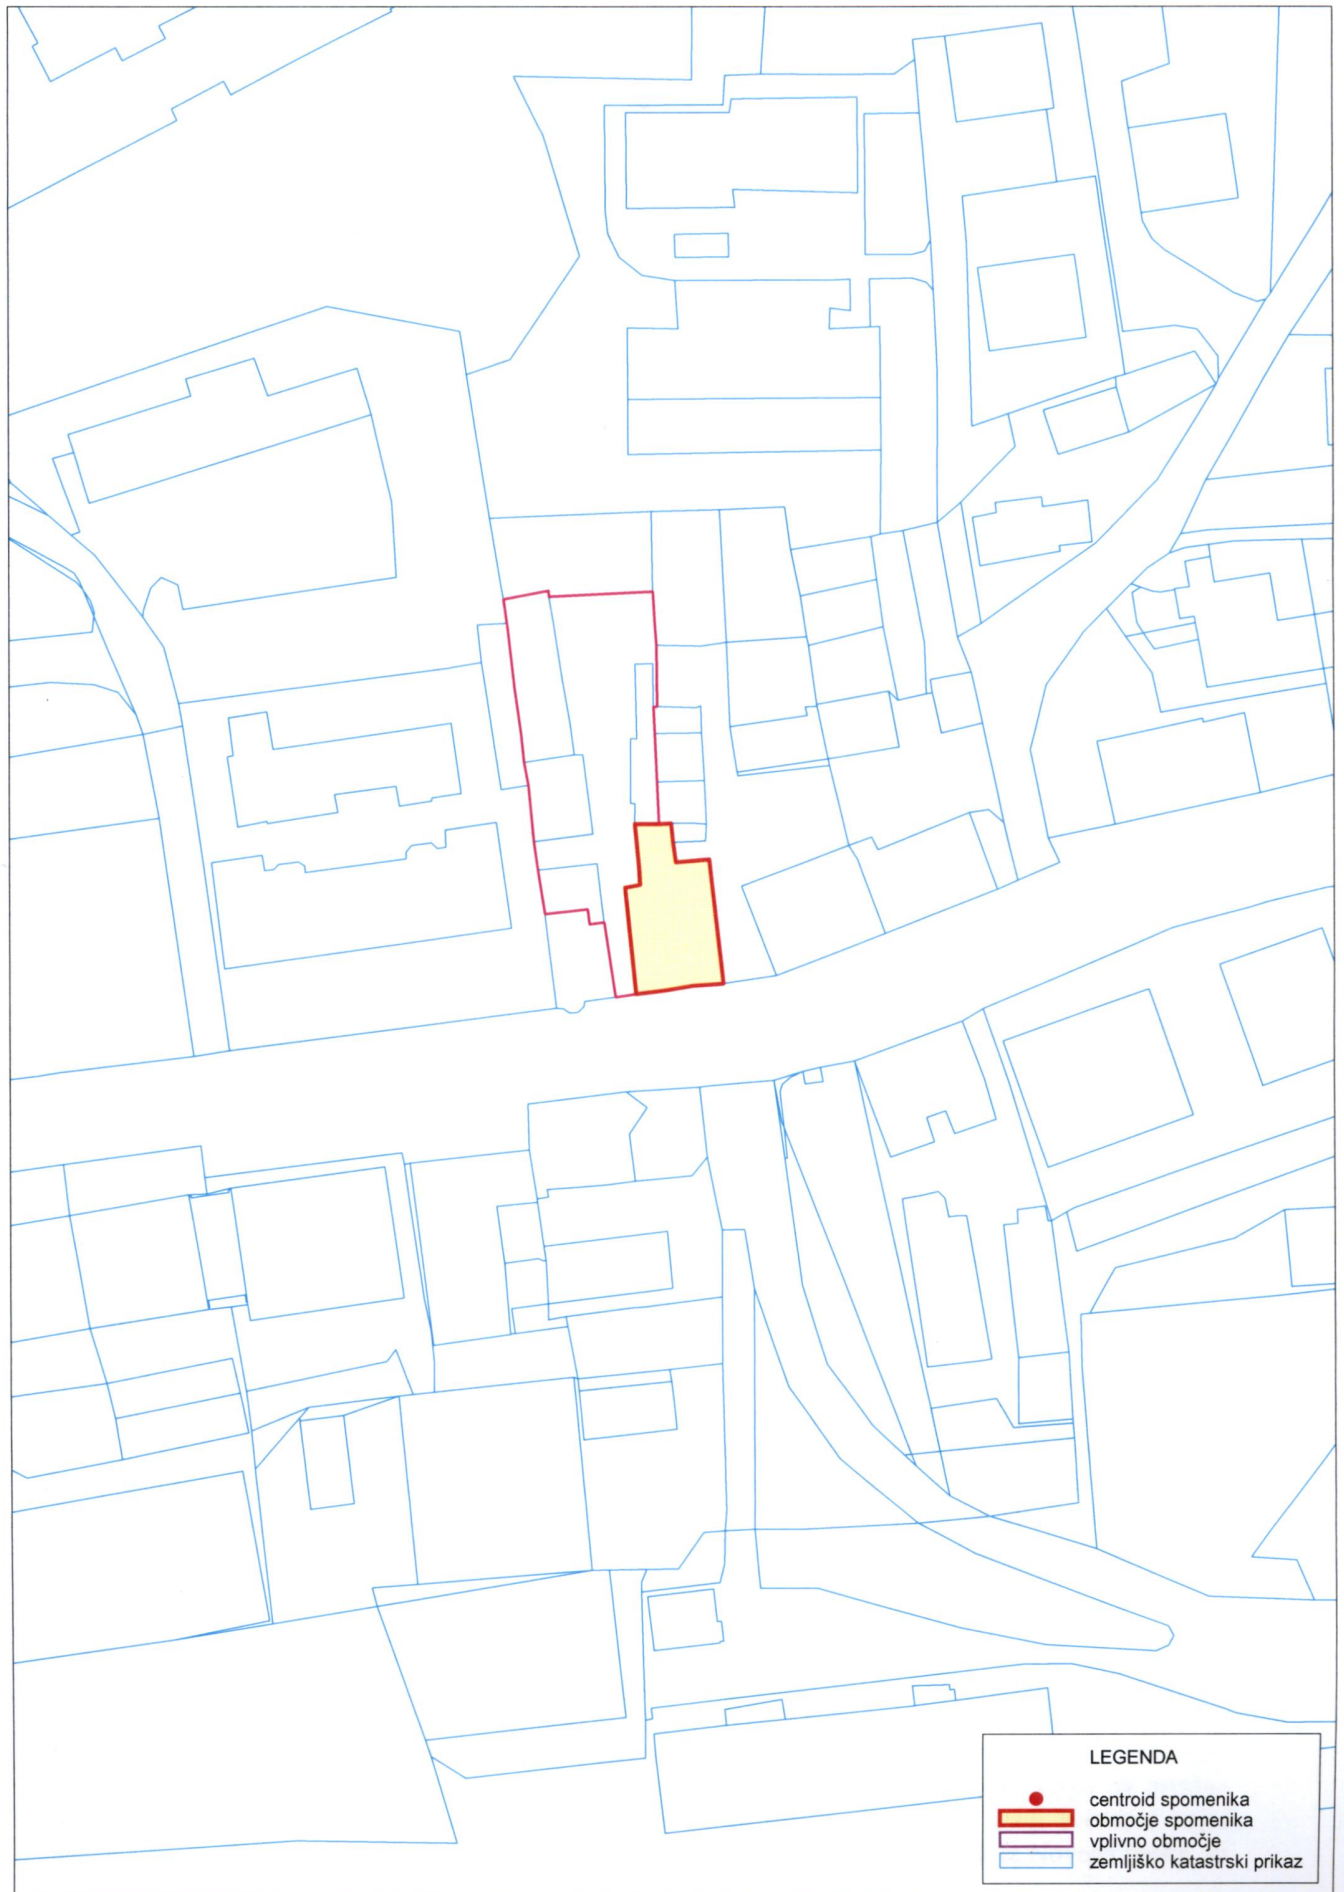 LEGENDA
centroid spomenika
območje spomenika
vplivno območje
zemljiško katastrski prikaz